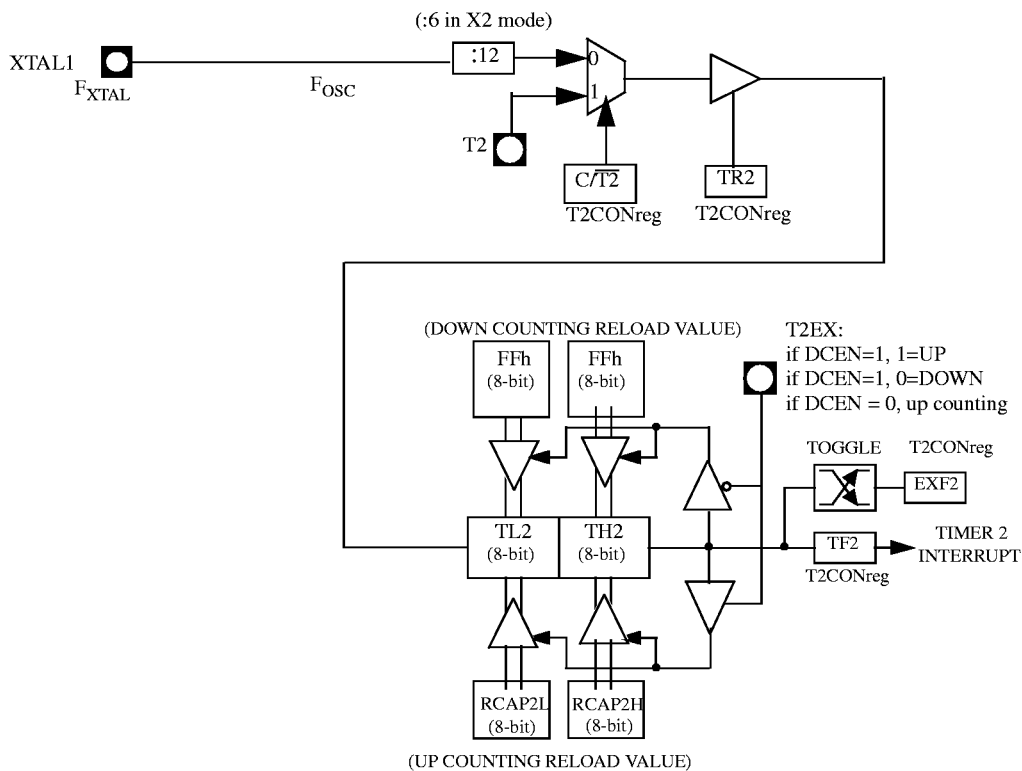 (:6 in X2 mode)
XTAL1
:12
0
F_XTAL
F_OSC
1
T2
C/T2̅
TR2
T2CONreg
T2CONreg
(DOWN COUNTING RELOAD VALUE)
T2EX:
if DCEN=1, 1=UP
if DCEN=1, 0=DOWN
if DCEN = 0, up counting
FFh
(8-bit)
FFh
(8-bit)
TOGGLE
T2CONreg
EXF2
TL2
(8-bit)
TH2
(8-bit)
TF2
T2CONreg
TIMER 2
INTERRUPT
RCAP2L
(8-bit)
RCAP2H
(8-bit)
(UP COUNTING RELOAD VALUE)